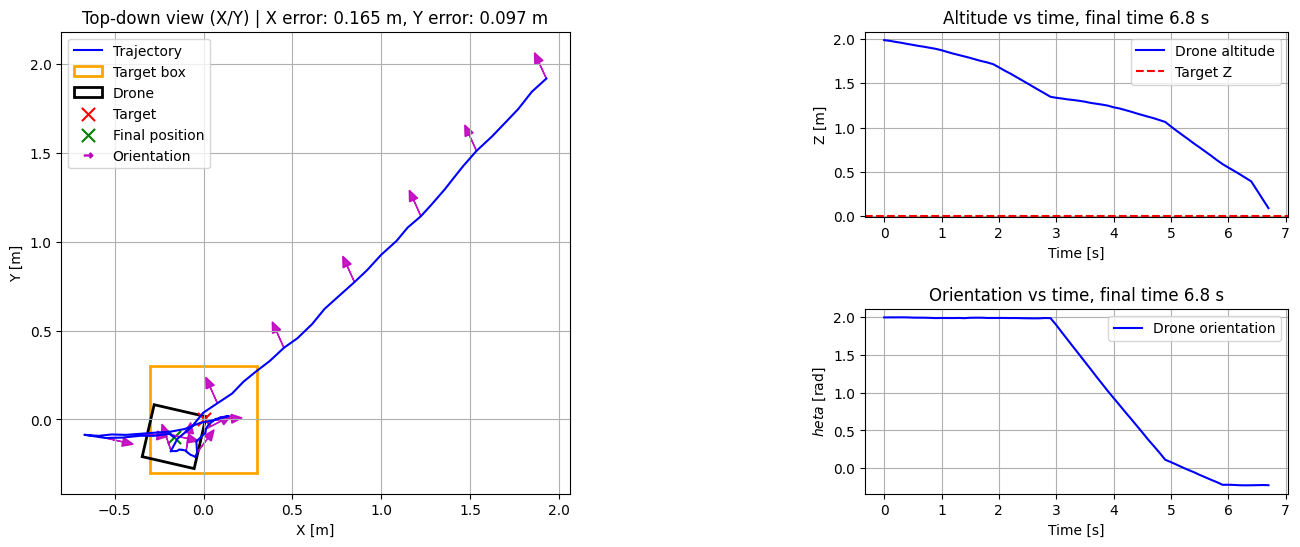 Top-down view (X/Y) | X error: 0.165 m, Y error: 0.097 m
Trajectory
Target box
Drone
Target
Final position
Orientation
2.0
1.5
1.0
0.5
0.0
Y [m]
−0.5
0.0
0.5
1.0
1.5
2.0
X [m]
Altitude vs time, final time 6.8 s
Drone altitude
Target Z
2.0
1.5
1.0
0.5
0.0
Z [m]
0
1
2
3
4
5
6
7
Time [s]
Orientation vs time, final time 6.8 s
Drone orientation
2.0
1.5
1.0
0.5
0.0
heta [rad]
0
1
2
3
4
5
6
7
Time [s]